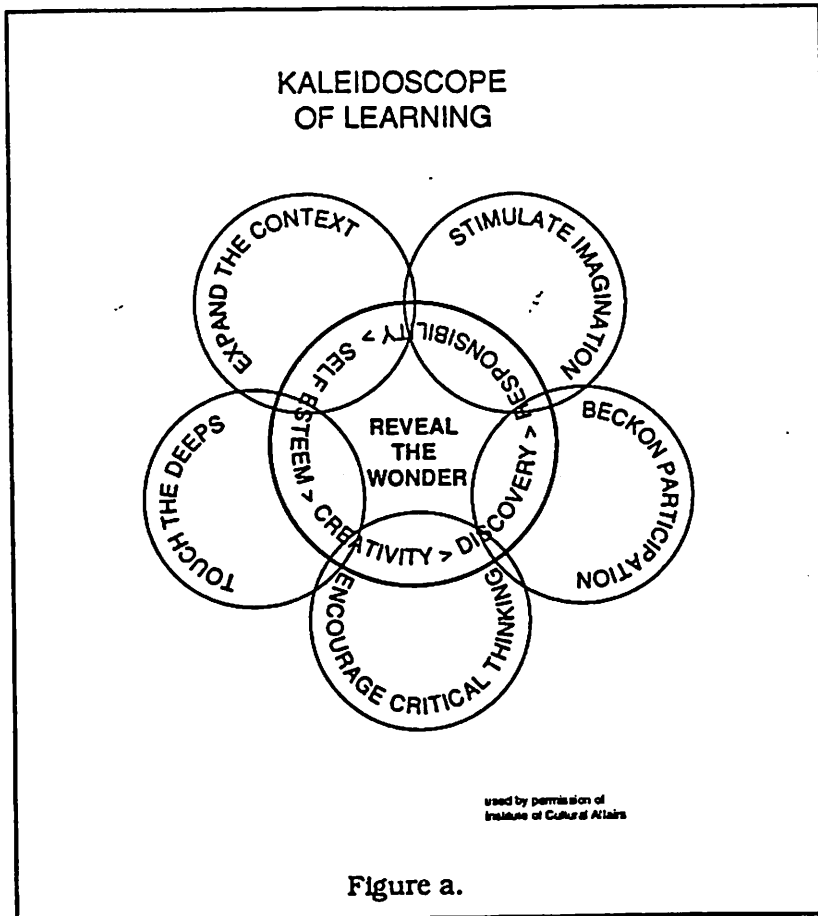 KALEIDOSCOPE
OF LEARNING
EXPAND THE CONTEXT
STIMULATE IMAGINATION
BECKON PARTICIPATION
ENCOURAGE CRITICAL THINKING
TOUCH THE DEEPS
SELF ESTEEM > CREATIVITY > DISCOVERY > RESPONSIBILITY >
REVEAL
THE
WONDER
used by permission of
Institute of Cultural Affairs
Figure a.